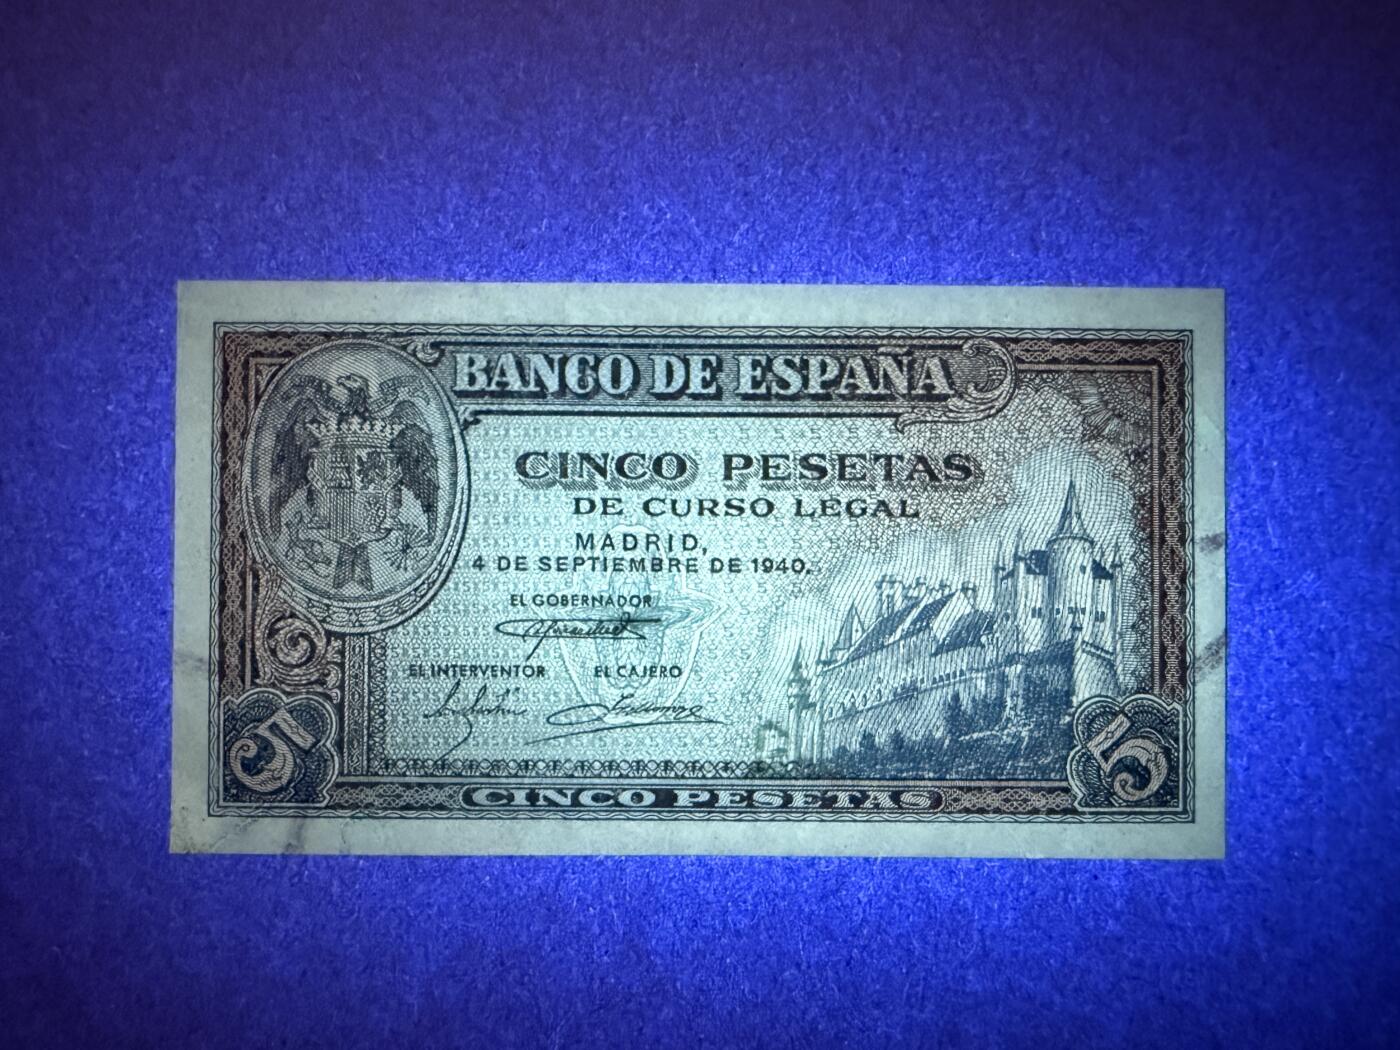 BANCO DE ESPAÑA
CINCO PESETAS
DE CURSO LEGAL
MADRID,
4 DE SEPTIEMBRE DE 1940.
EL GOBERNADOR
EL INTERVENTOR EL CAJERO
5 5
CINCO PESETAS